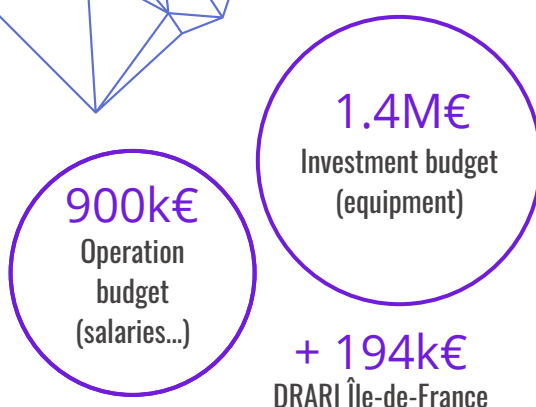 1.4M€
Investment budget
(equipment)
900k€
Operation
budget
(salaries...)
+ 194k€
DRARI Île-de-France